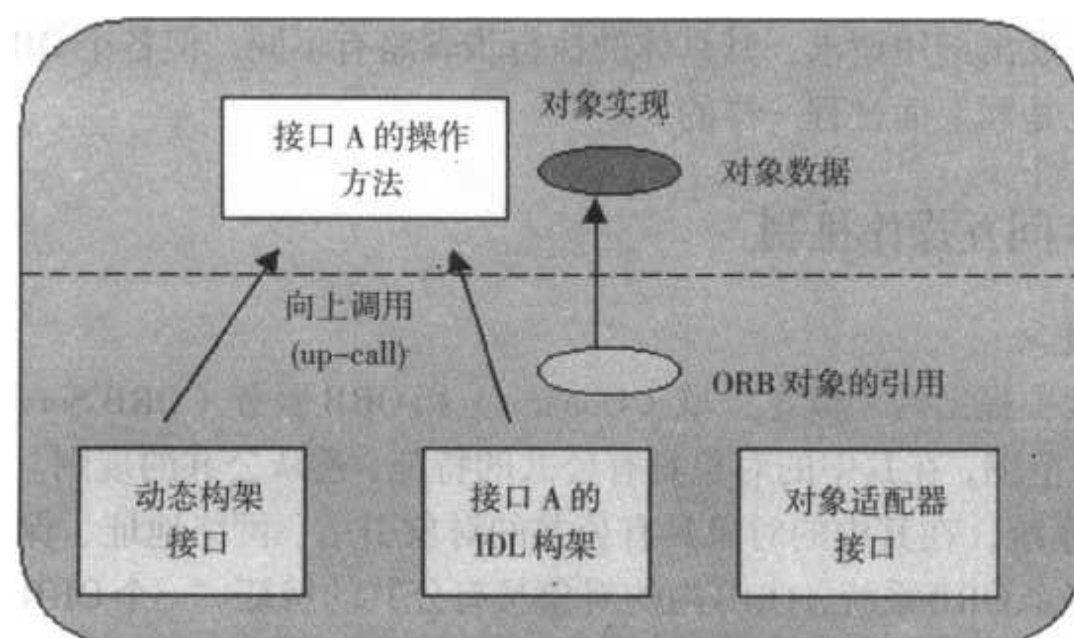 接口 A 的操作
方法
对象实现
对象数据
向上调用
(up-call)
ORB 对象的引用
动态构架
接口
接口 A 的
IDL 构架
对象适配器
接口